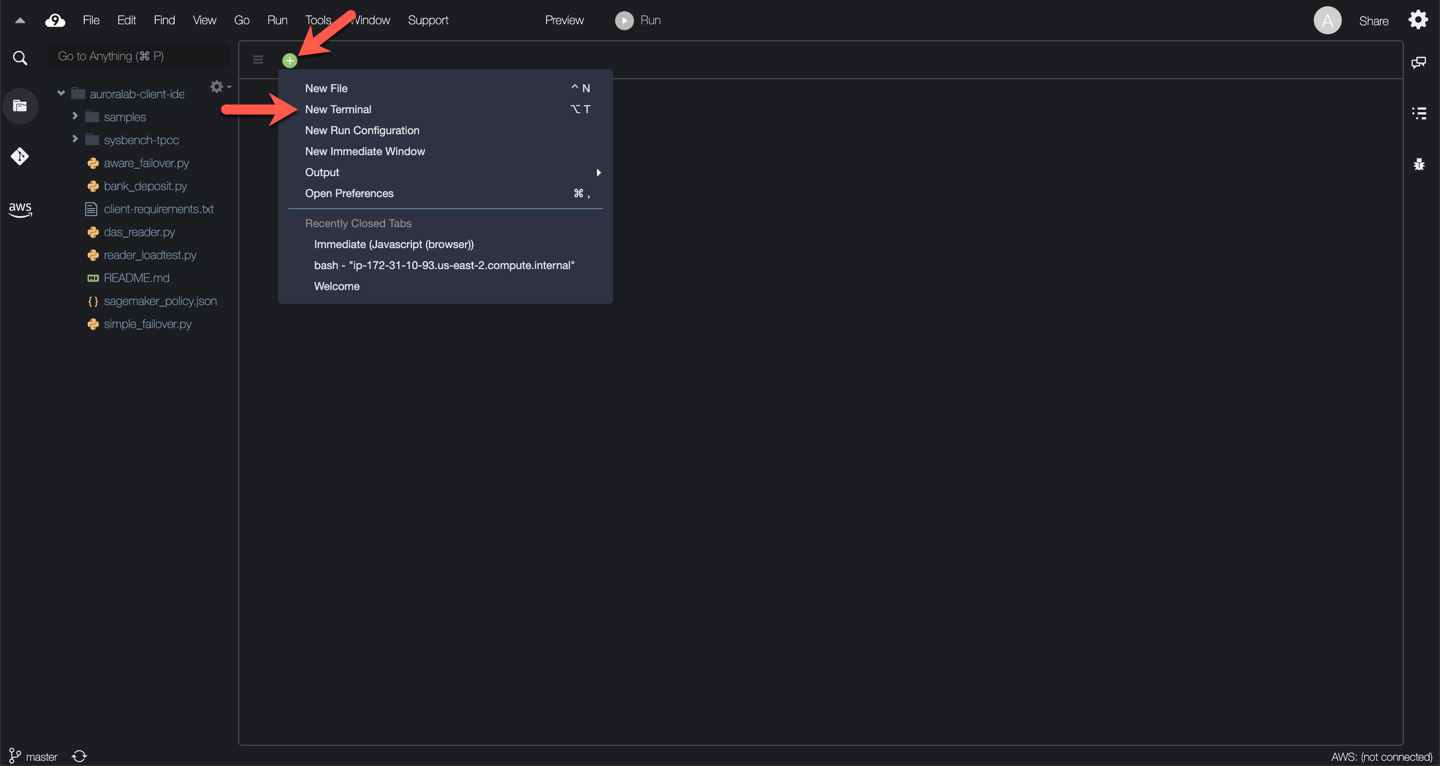 9 File Edit Find View Go Run Tools Window Support Preview Run A Share
Go to Anything (⌘ P)
auroralab-client-ide
samples
sysbench-tpcc
aware_failover.py
bank_deposit.py
client-requirements.txt
das_reader.py
reader_loadtest.py
README.md
sagemaker_policy.json
simple_failover.py
aws
New File ^ N
New Terminal ⌥ T
New Run Configuration
New Immediate Window
Output
Open Preferences ⌘ ,
Recently Closed Tabs
Immediate (Javascript (browser))
bash - "ip-172-31-10-93.us-east-2.compute.internal"
Welcome
master
AWS: (not connected)